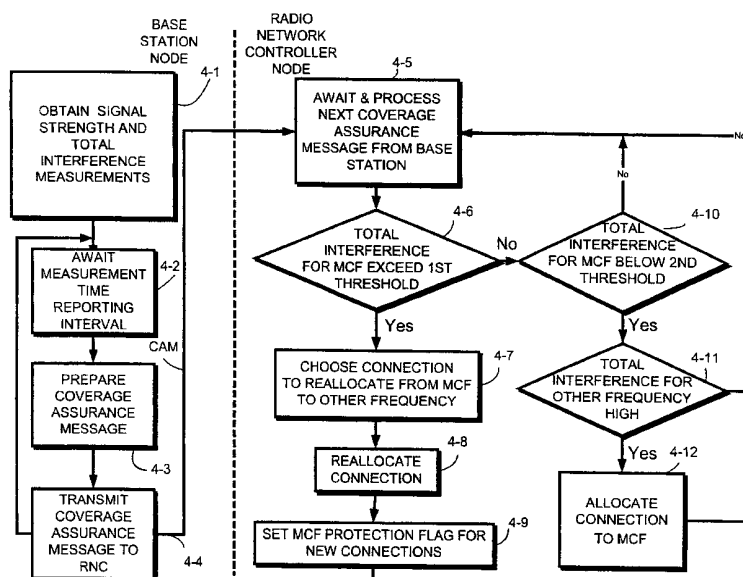 BASE
STATION
NODE
RADIO
NETWORK
CONTROLLER
NODE
4-1
OBTAIN SIGNAL
STRENGTH AND
TOTAL
INTERFERENCE
MEASUREMENTS
AWAIT
MEASUREMENT
TIME
REPORTING
INTERVAL
4-2
CAM
PREPARE
COVERAGE
ASSURANCE
MESSAGE
4-3
TRANSMIT
COVERAGE
ASSURANCE
MESSAGE TO
RNC
4-4
4-5
AWAIT & PROCESS
NEXT COVERAGE
ASSURANCE
MESSAGE FROM BASE
STATION
4-6
TOTAL
INTERFERENCE
FOR MCF EXCEED 1ST
THRESHOLD
No
Yes
CHOOSE CONNECTION
TO REALLOCATE FROM MCF
TO OTHER FREQUENCY
4-7
4-8
REALLOCATE
CONNECTION
4-9
SET MCF PROTECTION FLAG FOR
NEW CONNECTIONS
No
No
4-10
TOTAL
INTERFERENCE
FOR MCF BELOW 2ND
THRESHOLD
Yes
4-11
TOTAL
INTERFERENCE FOR
OTHER FREQUENCY
HIGH
Yes
4-12
ALLOCATE
CONNECTION
TO MCF